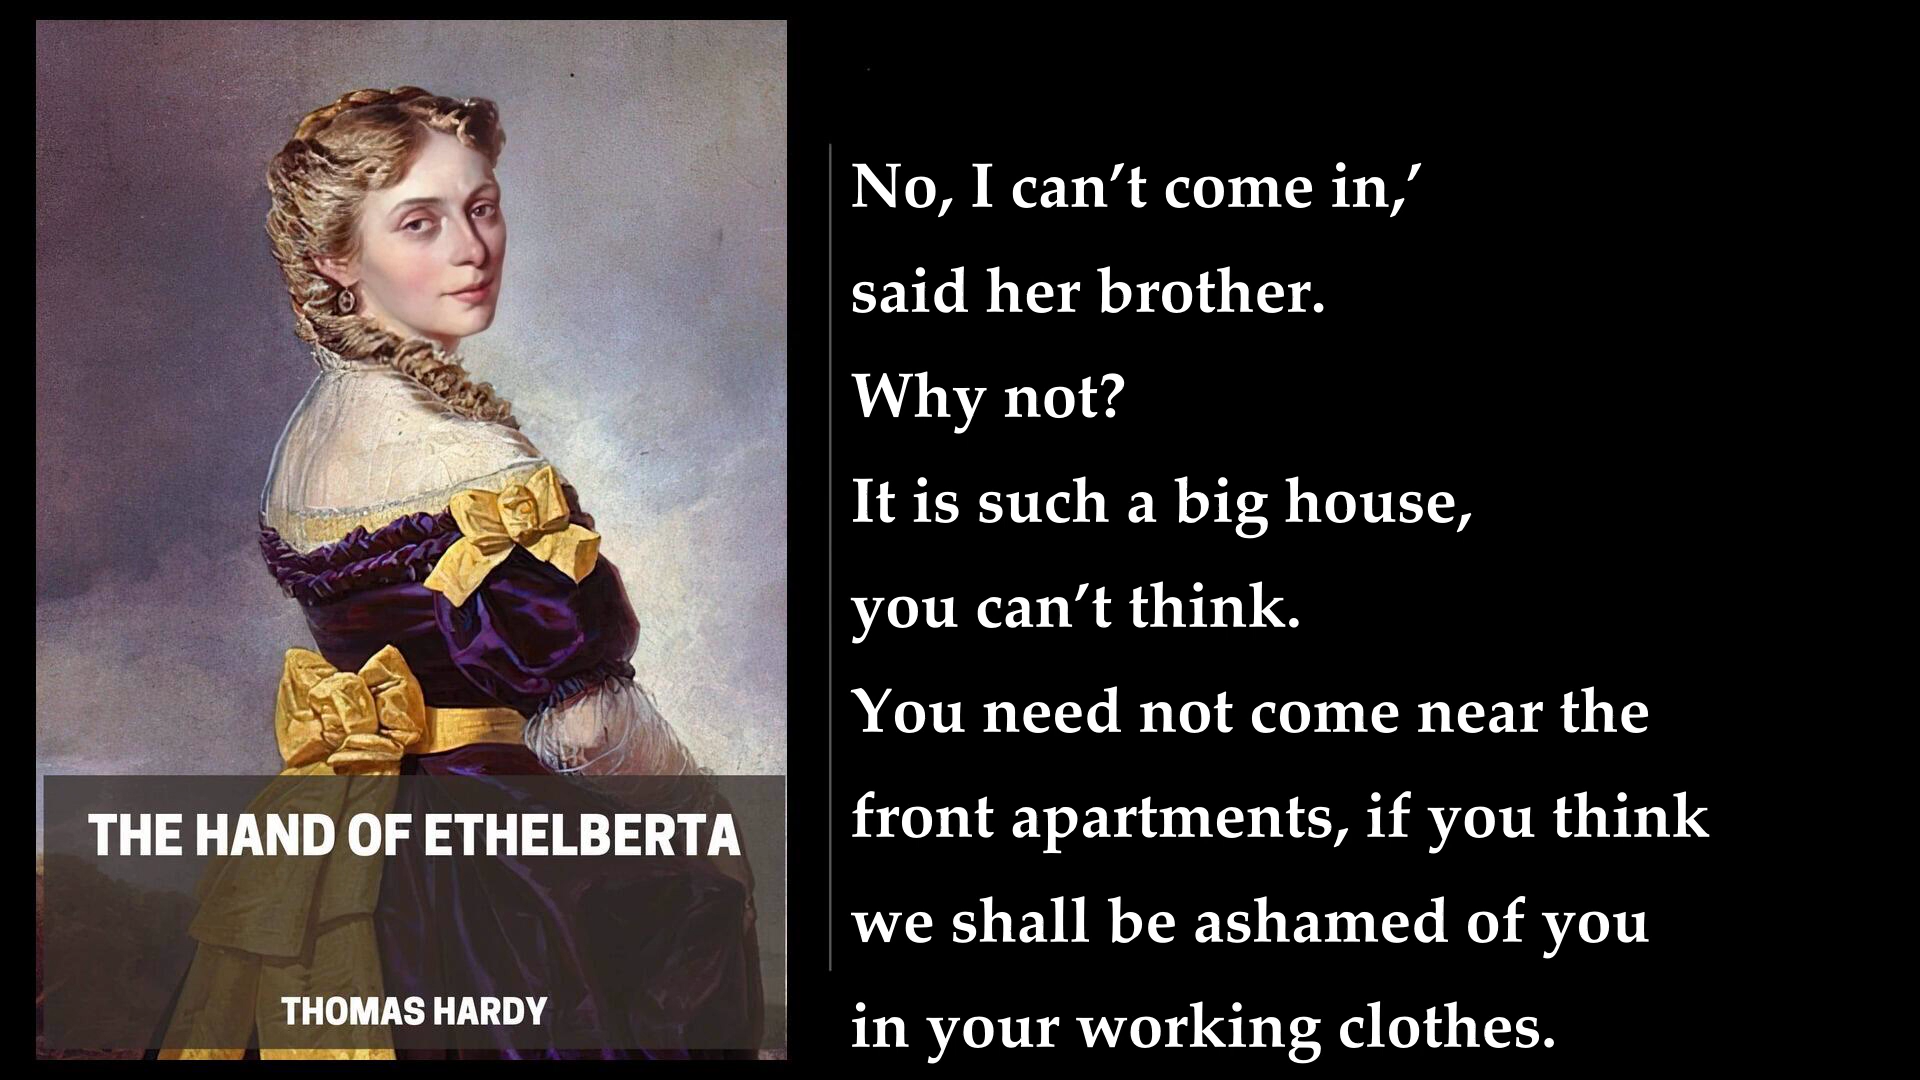 THE HAND OF ETHELBERTA
THOMAS HARDY
No, I can’t come in,’
said her brother.
Why not?
It is such a big house,
you can’t think.
You need not come near the
front apartments, if you think
we shall be ashamed of you
in your working clothes.